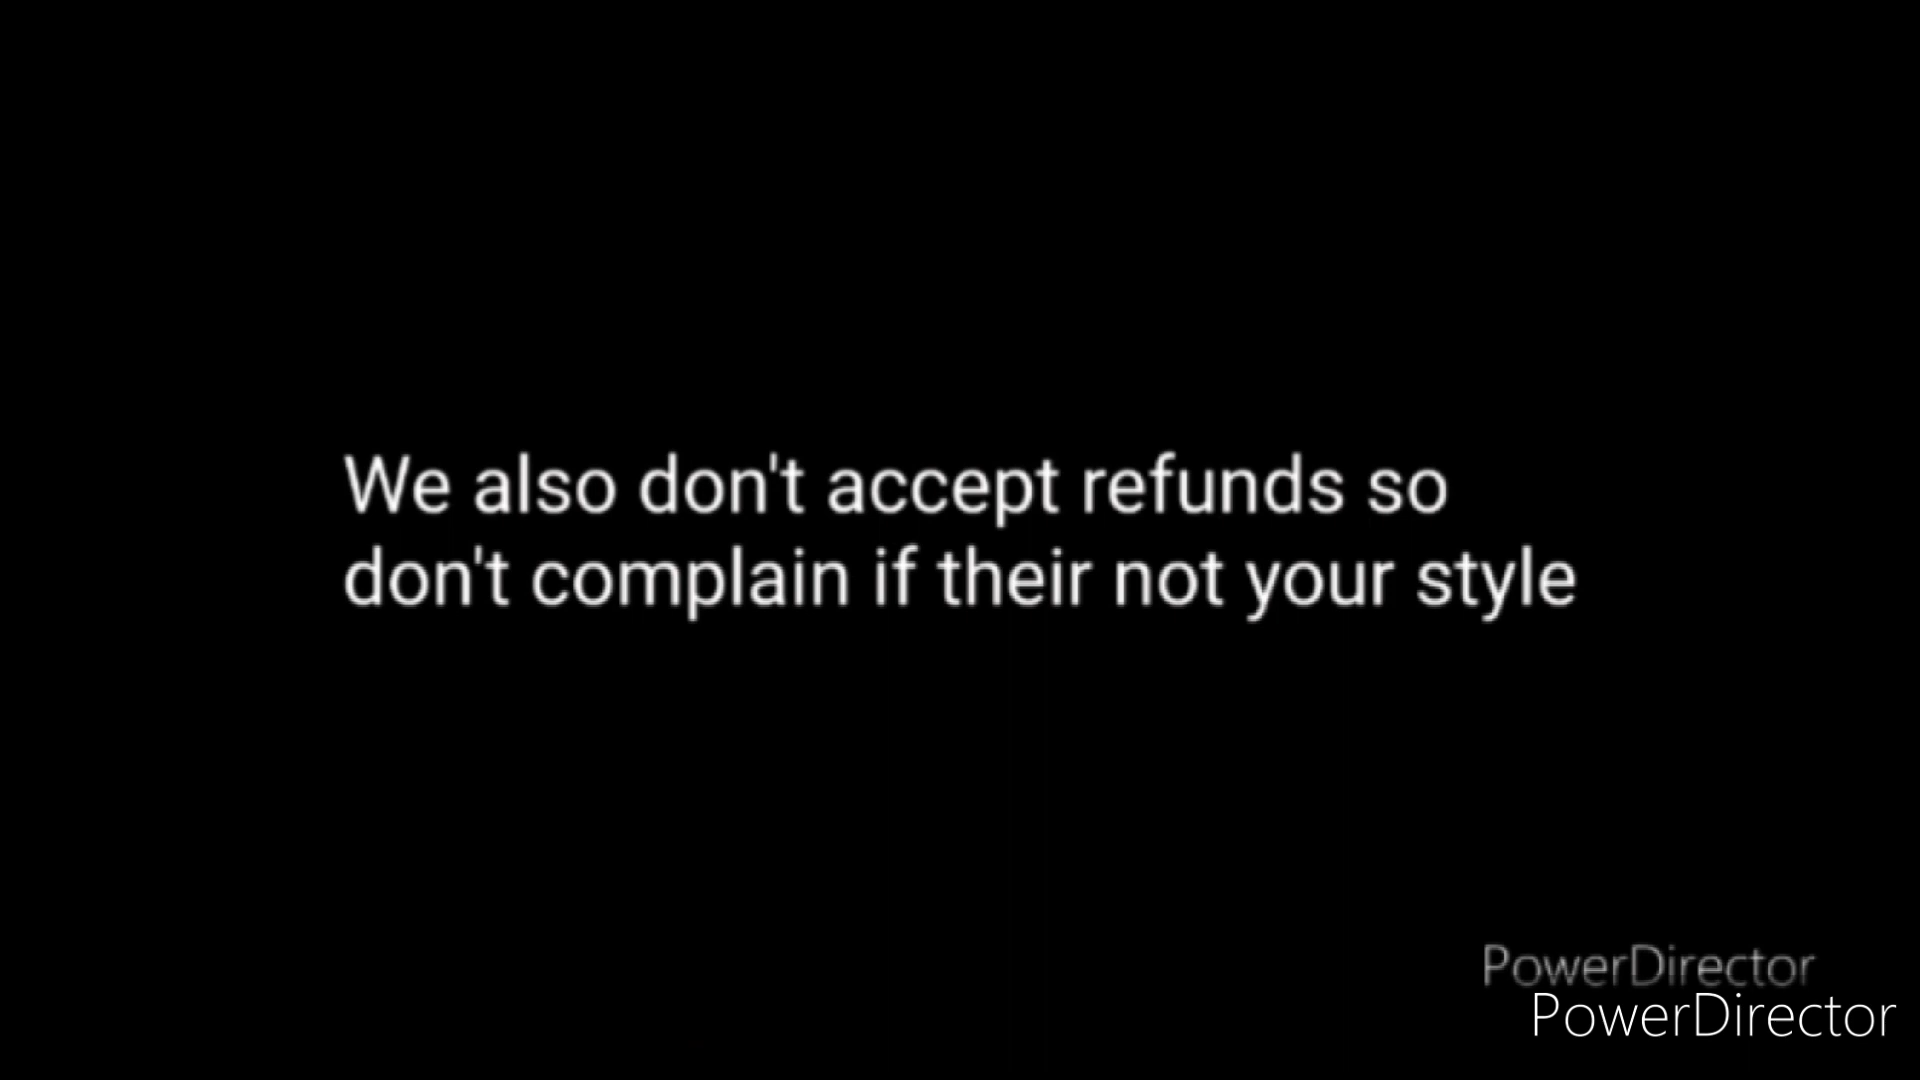 We also don't accept refunds so
don't complain if their not your style
PowerDirector
PowerDirector